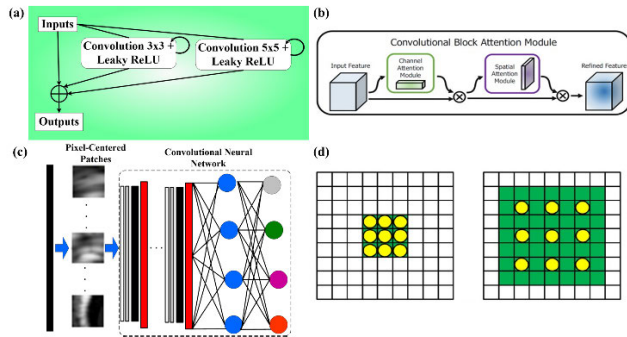 (a)
Inputs
Convolution 3x3 +
Leaky ReLU
Convolution 5x5 +
Leaky ReLU
Outputs
(b)
Convolutional Block Attention Module
Input Feature
Channel
Attention
Module
Spatial
Attention
Module
Refined Feature
(c)
Pixel-Centered
Patches
Convolutional Neural
Network
(d)